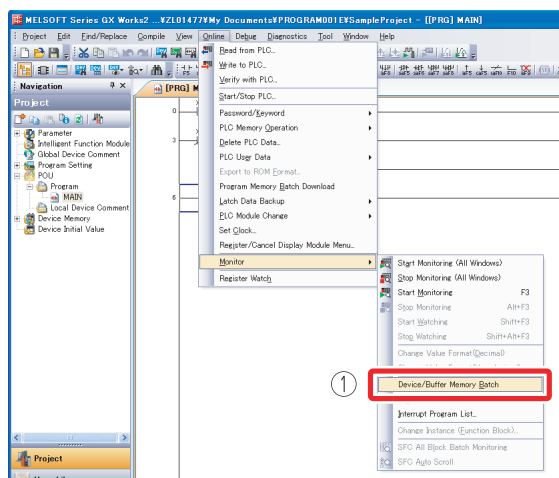 MELSOFT Series GX Works2 ...¥ZL01477¥My Documents¥PROGRAM001E¥SampleProject - [[PRG] MAIN]
Project Edit Find/Replace Compile View Online Debug Diagnostics Tool Window Help
Navigation
[PRG] M
Project
Parameter
Intelligent Function Module
Global Device Comment
Program Setting
POU
Program
MAIN
Local Device Comment
Device Memory
Device Initial Value
Project
0
3
6
Read from PLC...
Write to PLC...
Verify with PLC...
Start/Stop PLC...
Password/Keyword
PLC Memory Operation
Delete PLC Data...
PLC User Data
Export to ROM Format...
Program Memory Batch Download
Latch Data Backup
PLC Module Change
Set Clock...
Register/Cancel Display Module Menu...
Monitor
Register Watch
Start Monitoring (All Windows)
Stop Monitoring (All Windows)
Start Monitoring F3
Stop Monitoring Alt+F3
Start Watching Shift+F3
Stop Watching Shift+Alt+F3
Change Value Format(Decimal)
① Device/Buffer Memory Batch
Interrupt Program List...
Change Instance (Function Block)...
SFC All Block Batch Monitoring
SFC Auto Scroll